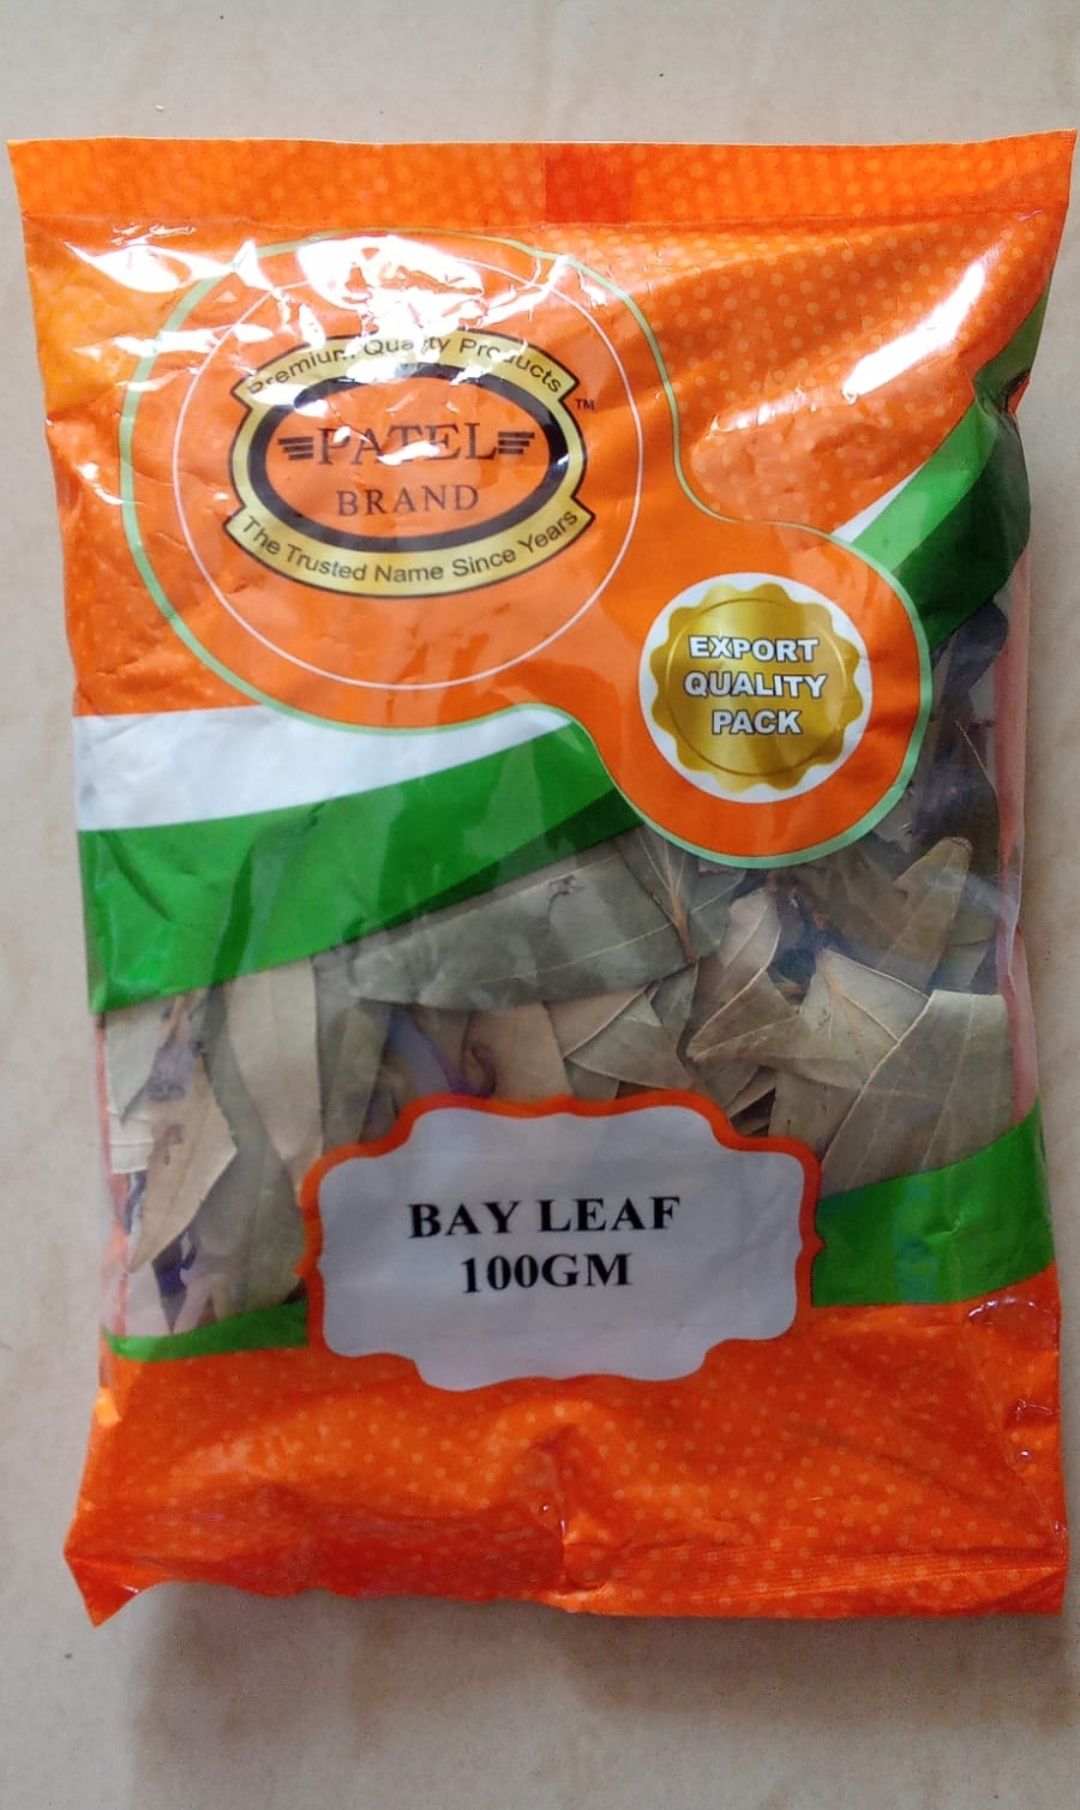 Premium Quality Products
TM
PATEL
BRAND
The Trusted Name Since Years
EXPORT
QUALITY
PACK
BAY LEAF
100GM